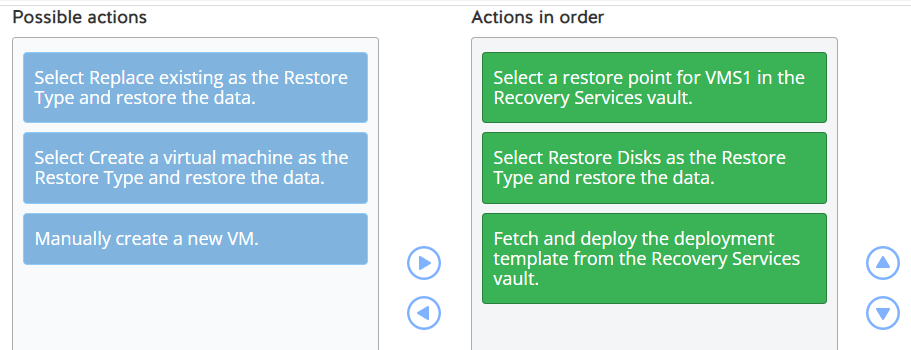 Possible actions
Select Replace existing as the Restore
Type and restore the data.
Select Create a virtual machine as the
Restore Type and restore the data.
Manually create a new VM.
Actions in order
Select a restore point for VMS1 in the
Recovery Services vault.
Select Restore Disks as the Restore
Type and restore the data.
Fetch and deploy the deployment
template from the Recovery Services
vault.